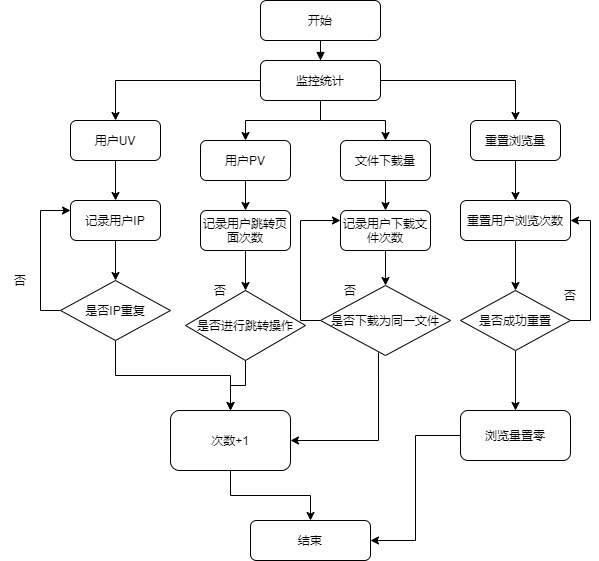 开始
监控统计
用户UV
用户PV
文件下载量
重置浏览量
记录用户IP
记录用户跳转页
面次数
记录用户下载文
件次数
重置用户浏览次数
否
否
否
否
是否IP重复
是否进行跳转操作
是否下载为同一文件
是否成功重置
次数+1
浏览量置零
结束